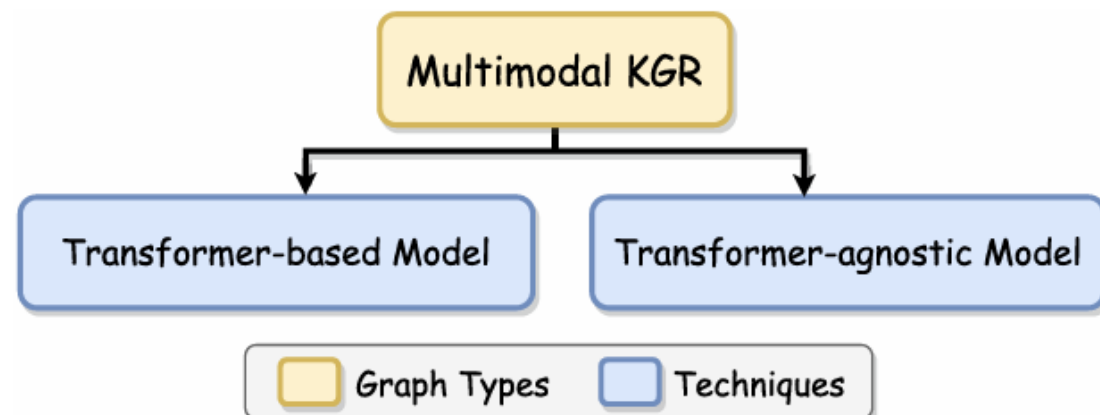 Multimodal KGR
Transformer-based Model
Transformer-agnostic Model
Graph Types
Techniques